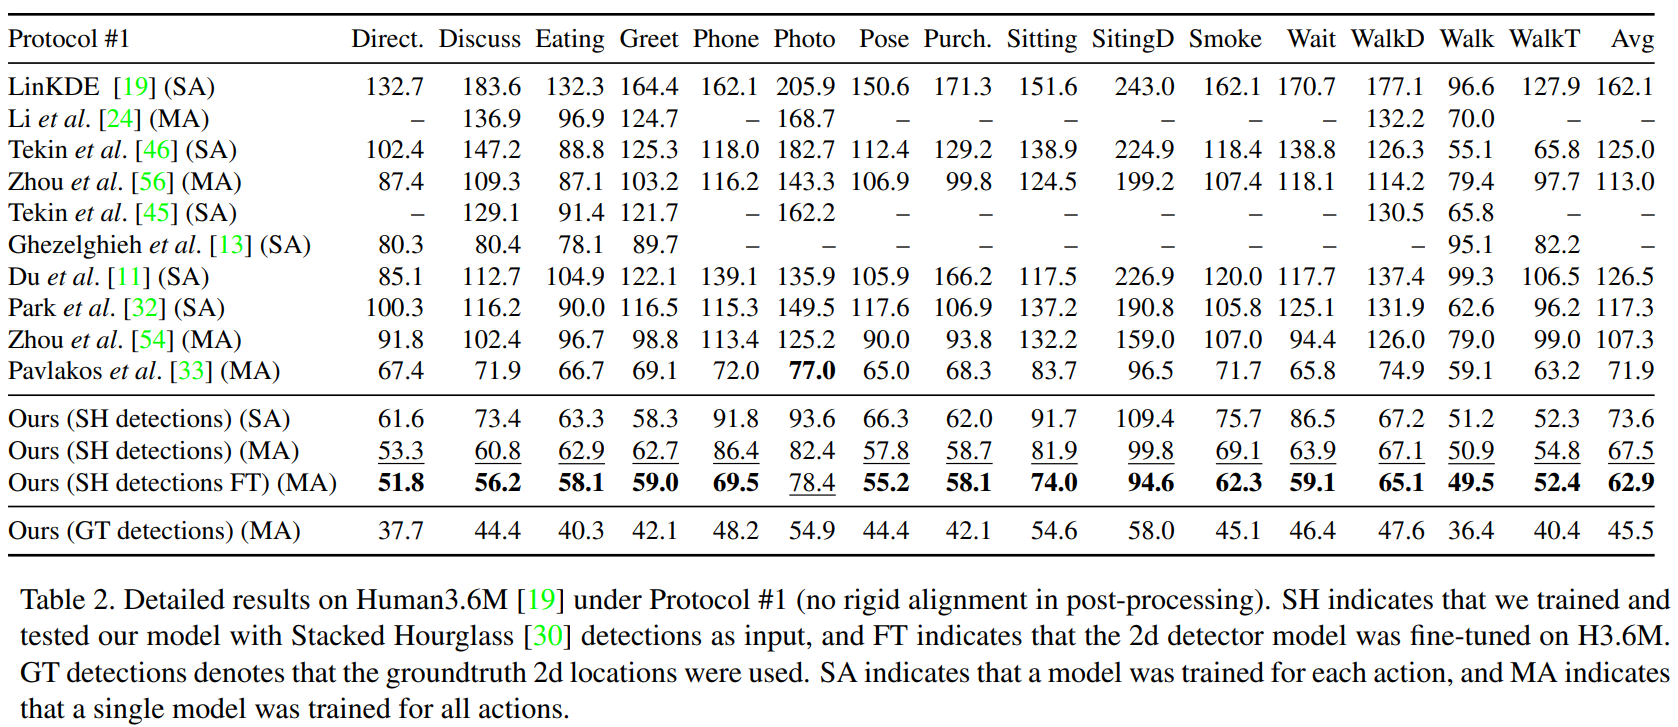 Protocol #1 Direct. Discuss Eating Greet Phone Photo Pose Purch. Sitting SitingD Smoke Wait WalkD Walk WalkT Avg
LinKDE [19] (SA) 132.7 183.6 132.3 164.4 162.1 205.9 150.6 171.3 151.6 243.0 162.1 170.7 177.1 96.6 127.9 162.1
Li et al. [24] (MA) – 136.9 96.9 124.7 – 168.7 – – – – – – 132.2 70.0 – –
Tekin et al. [46] (SA) 102.4 147.2 88.8 125.3 118.0 182.7 112.4 129.2 138.9 224.9 118.4 138.8 126.3 55.1 65.8 125.0
Zhou et al. [56] (MA) 87.4 109.3 87.1 103.2 116.2 143.3 106.9 99.8 124.5 199.2 107.4 118.1 114.2 79.4 97.7 113.0
Tekin et al. [45] (SA) – 129.1 91.4 121.7 – 162.2 – – – – – – 130.5 65.8 – –
Ghezelghieh et al. [13] (SA) 80.3 80.4 78.1 89.7 – – – – – – – – – 95.1 82.2 –
Du et al. [11] (SA) 85.1 112.7 104.9 122.1 139.1 135.9 105.9 166.2 117.5 226.9 120.0 117.7 137.4 99.3 106.5 126.5
Park et al. [32] (SA) 100.3 116.2 90.0 116.5 115.3 149.5 117.6 106.9 137.2 190.8 105.8 125.1 131.9 62.6 96.2 117.3
Zhou et al. [54] (MA) 91.8 102.4 96.7 98.8 113.4 125.2 90.0 93.8 132.2 159.0 107.0 94.4 126.0 79.0 99.0 107.3
Pavlakos et al. [33] (MA) 67.4 71.9 66.7 69.1 72.0 77.0 65.0 68.3 83.7 96.5 71.7 65.8 74.9 59.1 63.2 71.9
Ours (SH detections) (SA) 61.6 73.4 63.3 58.3 91.8 93.6 66.3 62.0 91.7 109.4 75.7 86.5 67.2 51.2 52.3 73.6
Ours (SH detections) (MA) 53.3 60.8 62.9 62.7 86.4 82.4 57.8 58.7 81.9 99.8 69.1 63.9 67.1 50.9 54.8 67.5
Ours (SH detections FT) (MA) 51.8 56.2 58.1 59.0 69.5 78.4 55.2 58.1 74.0 94.6 62.3 59.1 65.1 49.5 52.4 62.9
Ours (GT detections) (MA) 37.7 44.4 40.3 42.1 48.2 54.9 44.4 42.1 54.6 58.0 45.1 46.4 47.6 36.4 40.4 45.5
Table 2. Detailed results on Human3.6M [19] under Protocol #1 (no rigid alignment in post-processing). SH indicates that we trained and
tested our model with Stacked Hourglass [30] detections as input, and FT indicates that the 2d detector model was fine-tuned on H3.6M.
GT detections denotes that the groundtruth 2d locations were used. SA indicates that a model was trained for each action, and MA indicates
that a single model was trained for all actions.